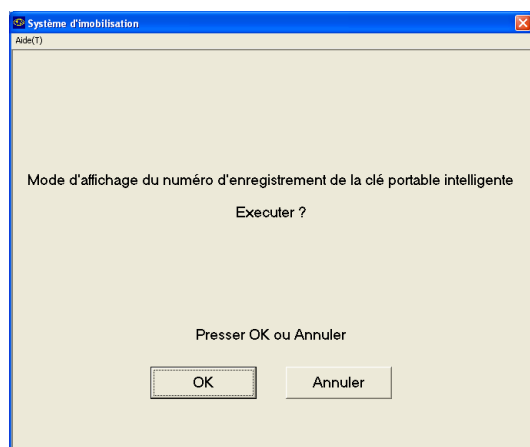 Système d'imobilisation
Aide(T)
Mode d'affichage du numéro d'enregistrement de la clé portable intelligente
Executer ?
Presser OK ou Annuler
OK
Annuler